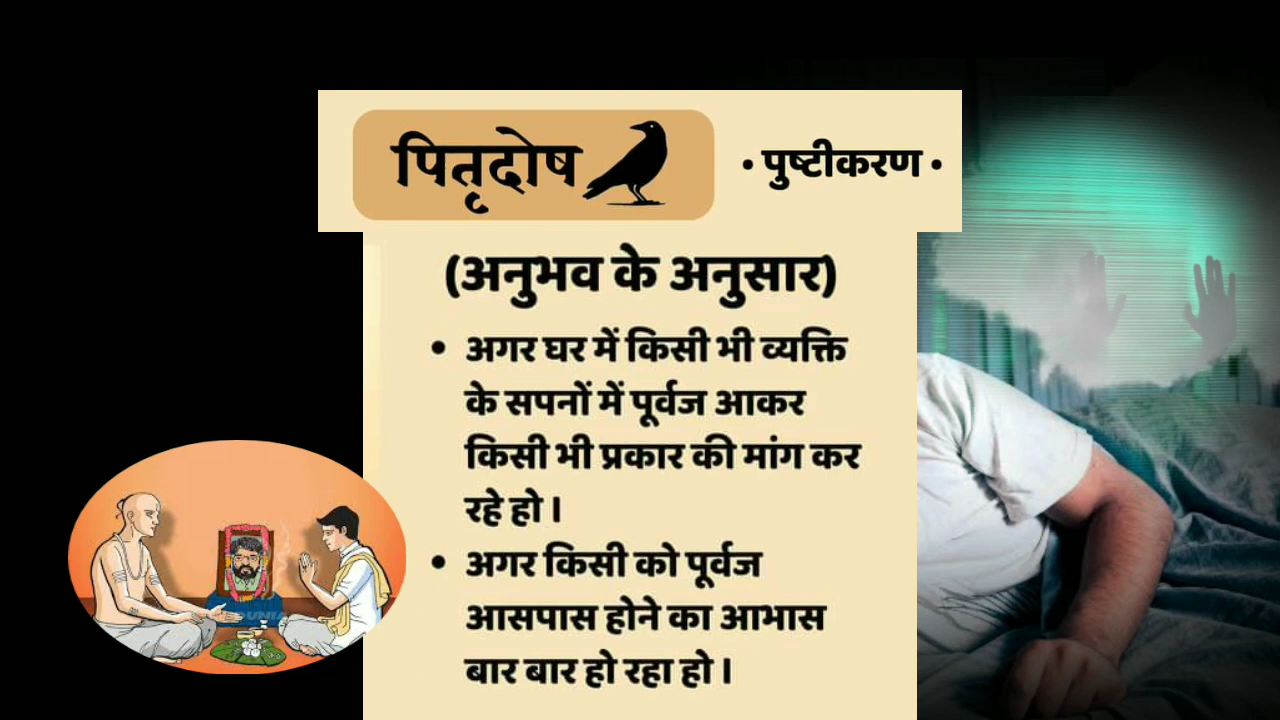 पितृदोष
• पुष्टीकरण •
(अनुभव के अनुसार)
• अगर घर में किसी भी व्यक्ति
के सपनों में पूर्वज आकर
किसी भी प्रकार की मांग कर
रहे हो ।
• अगर किसी को पूर्वज
आसपास होने का आभास
बार बार हो रहा हो ।